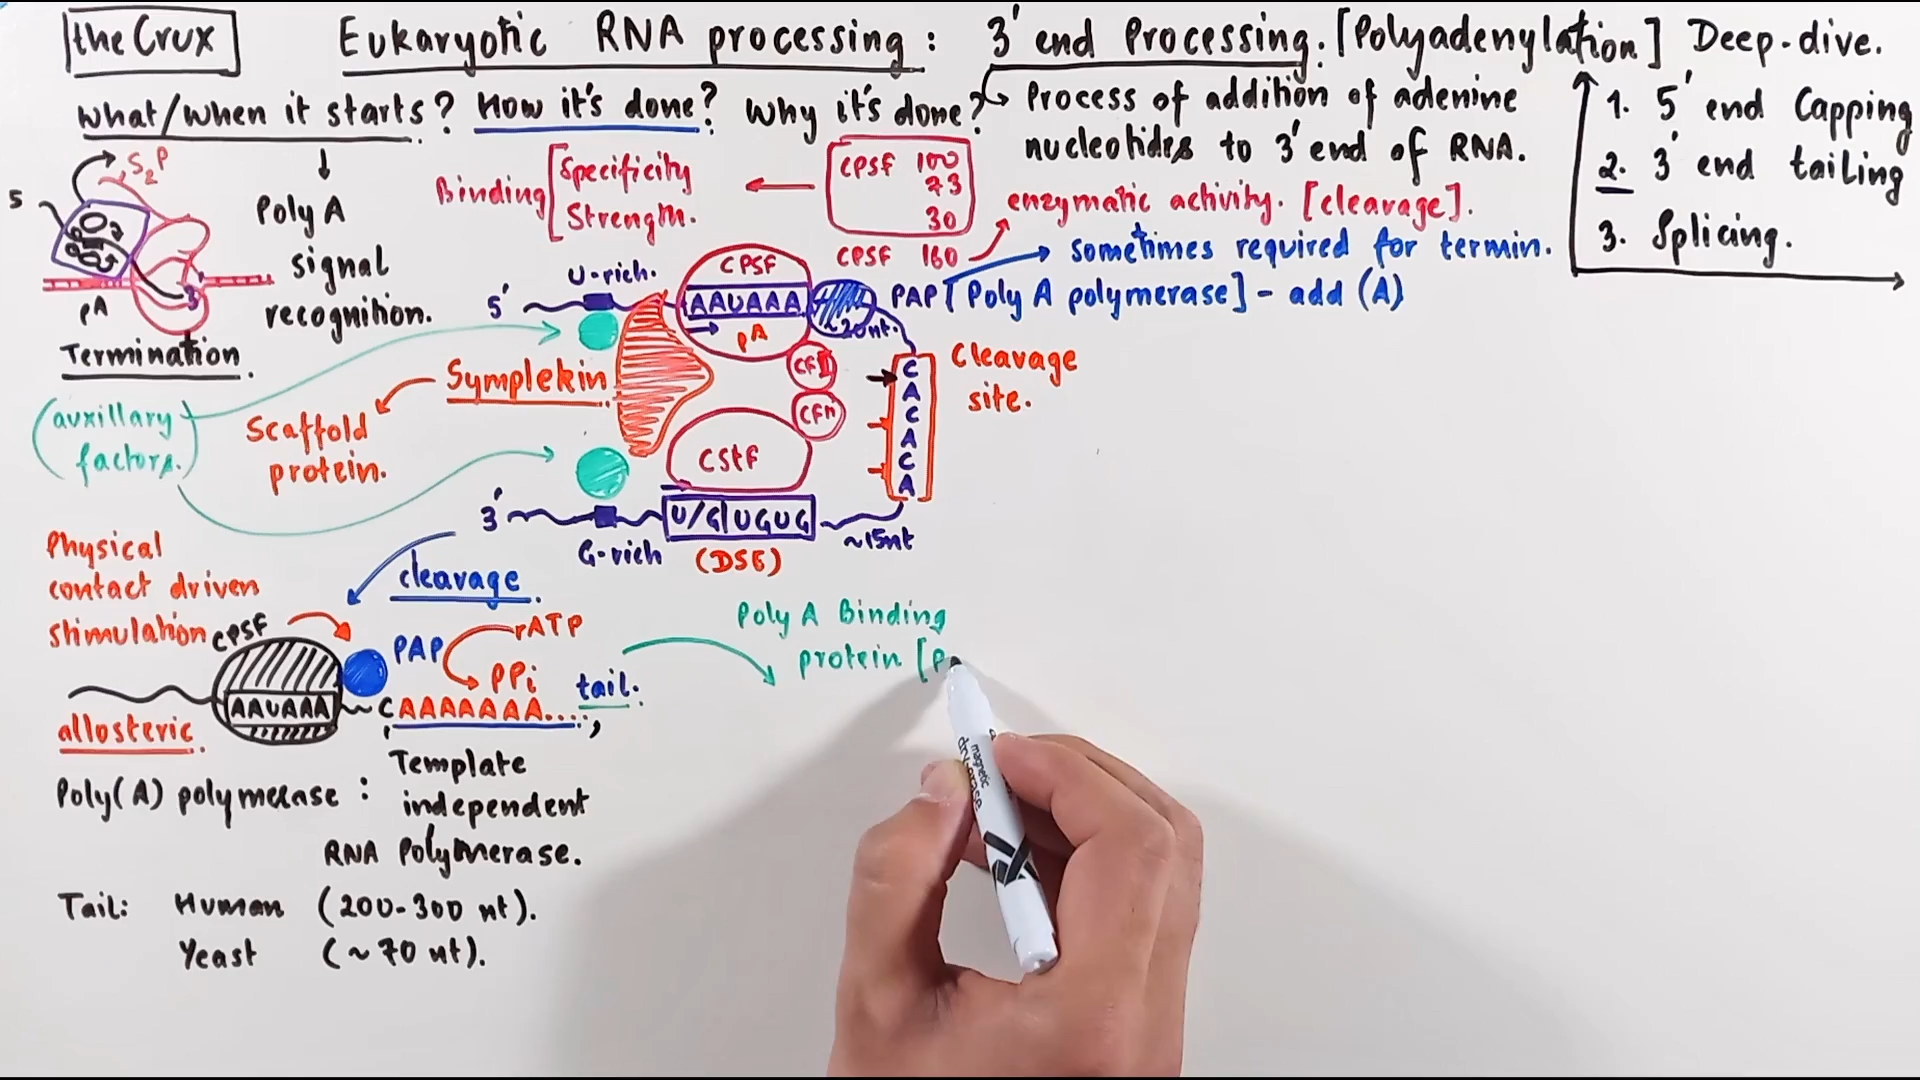 the Crux
Eukaryotic RNA processing : 3' end Processing. [Polyadenylation] Deep-dive.
What/when it starts? How it's done? Why it's done?
Process of addition of adenine
nucleotides to 3' end of RNA.
1. 5' end Capping
2. 3' end tailing
3. Splicing.
S2P
5
pA
Termination
Poly A
signal
recognition.
Binding
Specificity
Strength.
CPSF 100
73
30
CPSF 160
enzymatic activity. [cleavage].
sometimes required for termin.
PAP [Poly A polymerase] - add (A)
U-rich.
5'
CPSF
AAUAAA
pA
~20nt.
CFI
CFII
Symplekin
Scaffold
protein.
(auxillary
factors.)
CstF
C
A
C
A
C
A
Cleavage
site.
3'
G-rich
U/G UGUG
(DSE)
~15nt
cleavage
Physical
contact driven
stimulation
CPSF
PAP
rATP
PPi
tail.
AAUAAA
CAAAAAAA....,
allosteric
Poly A Binding
protein [P
Poly(A) polymerase : Template
independent
RNA Polymerase.
Tail: Human (200-300 nt).
Yeast (~70 nt).
magnetic
dry-erase